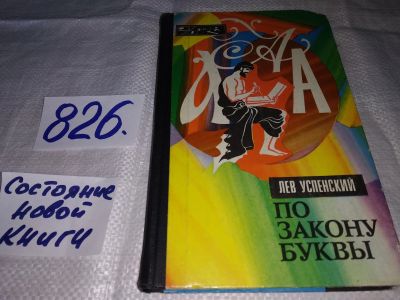 826.
Состояние
новой
книги
А
А
ЛЕВ УСПЕНСКИЙ
ПО
ЗАКОНУ
БУКВЫ